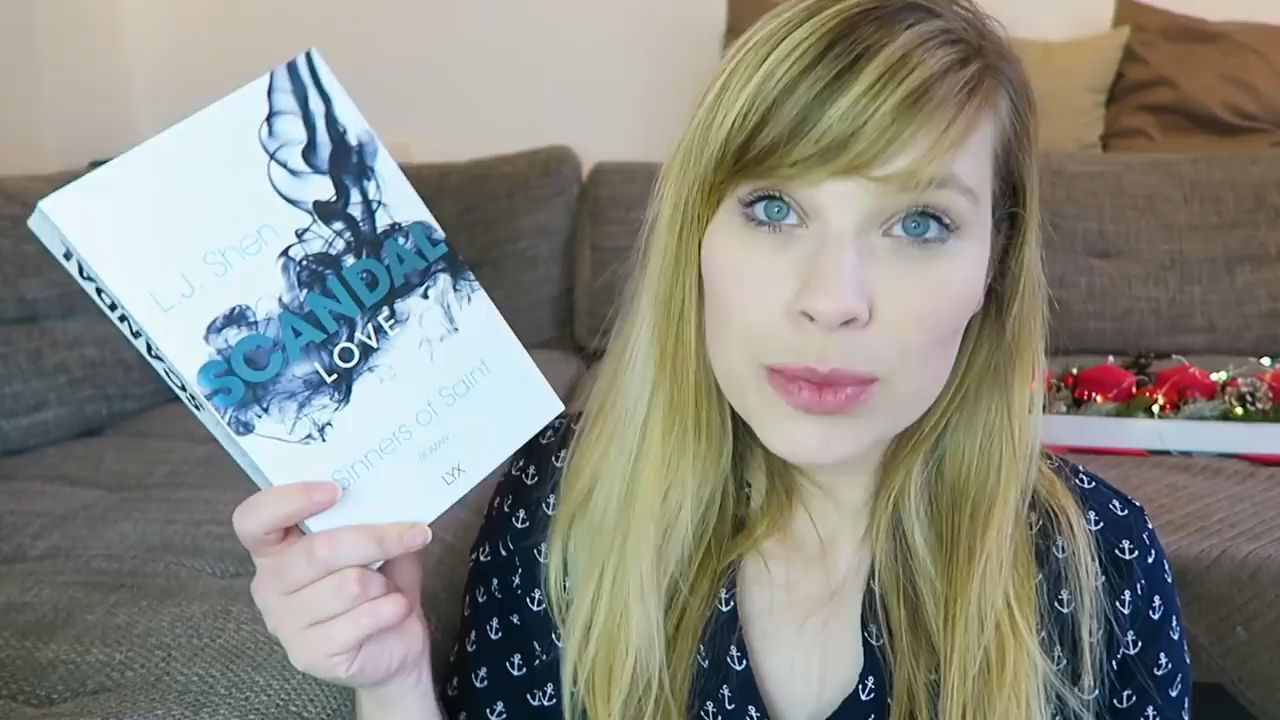 L.J. Shen
SCANDAL
LOVE
Sinners of Saint
ROMAN
LYX
SCANDAL